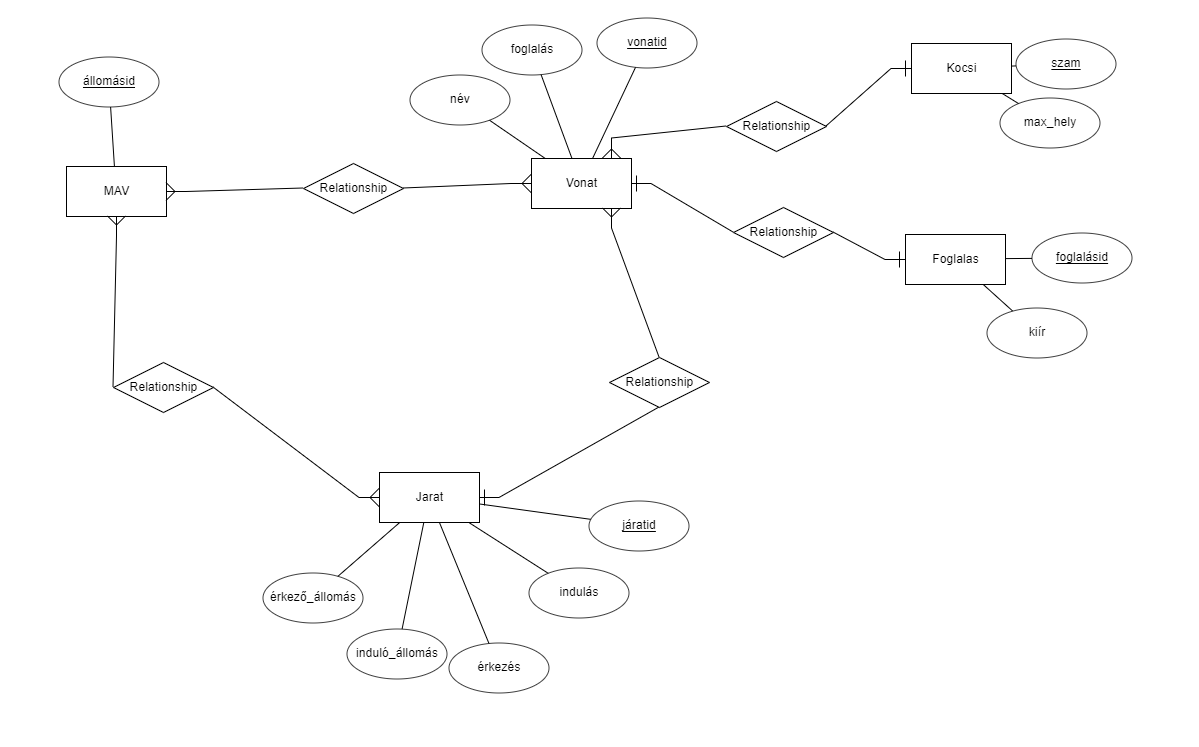 vonatid
foglalás
név
állomásid
Kocsi
szam
max_hely
Relationship
MAV
Relationship
Vonat
Relationship
Foglalas
foglalásid
kiír
Relationship
Relationship
Jarat
járatid
indulás
érkező_állomás
induló_állomás
érkezés